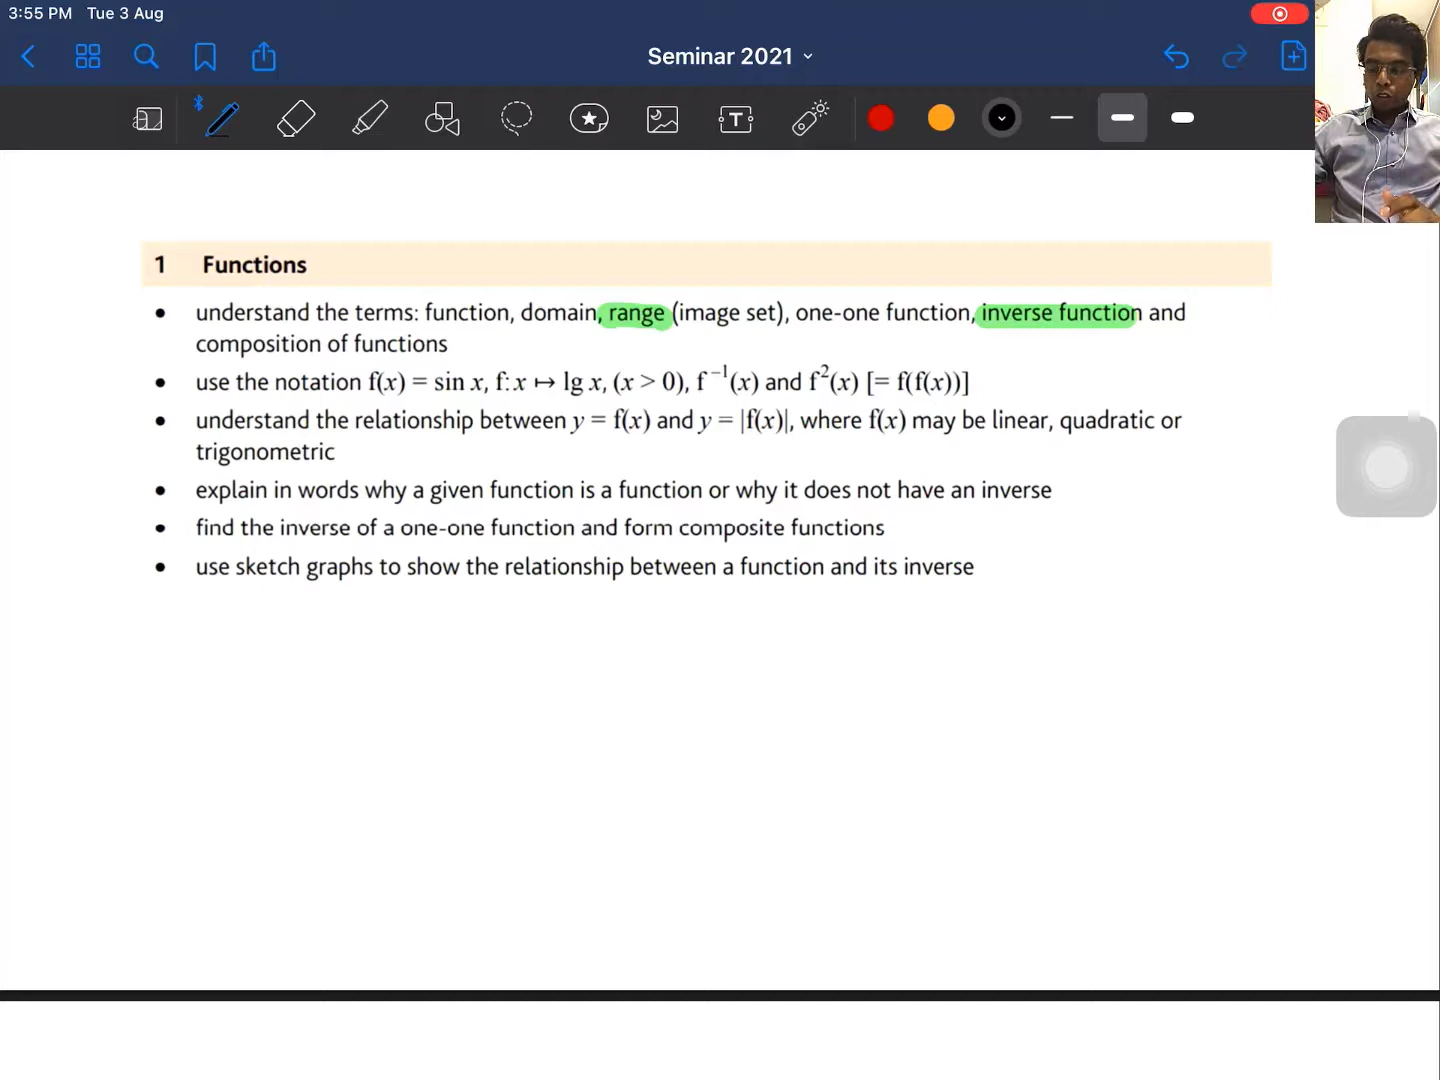 3:55 PM Tue 3 Aug
Seminar 2021
1 Functions
• understand the terms: function, domain, range (image set), one-one function, inverse function and
composition of functions
• use the notation f(x) = sin x, f: x ↦ lg x, (x > 0), f⁻¹(x) and f²(x) [= f(f(x))]
• understand the relationship between y = f(x) and y = |f(x)|, where f(x) may be linear, quadratic or
trigonometric
• explain in words why a given function is a function or why it does not have an inverse
• find the inverse of a one-one function and form composite functions
• use sketch graphs to show the relationship between a function and its inverse